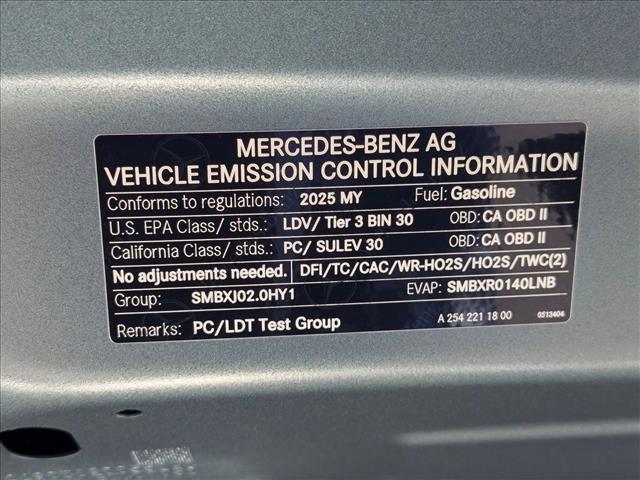 MERCEDES-BENZ AG
VEHICLE EMISSION CONTROL INFORMATION
Conforms to regulations: 2025 MY Fuel: Gasoline
U.S. EPA Class/ stds.: LDV/ Tier 3 BIN 30 OBD: CA OBD II
California Class/ stds.: PC/ SULEV 30 OBD: CA OBD II
No adjustments needed. DFI/TC/CAC/WR-HO2S/HO2S/TWC(2)
Group: SMBXJ02.0HY1 EVAP: SMBXR0140LNB
Remarks: PC/LDT Test Group
A 254 221 18 00 0513404